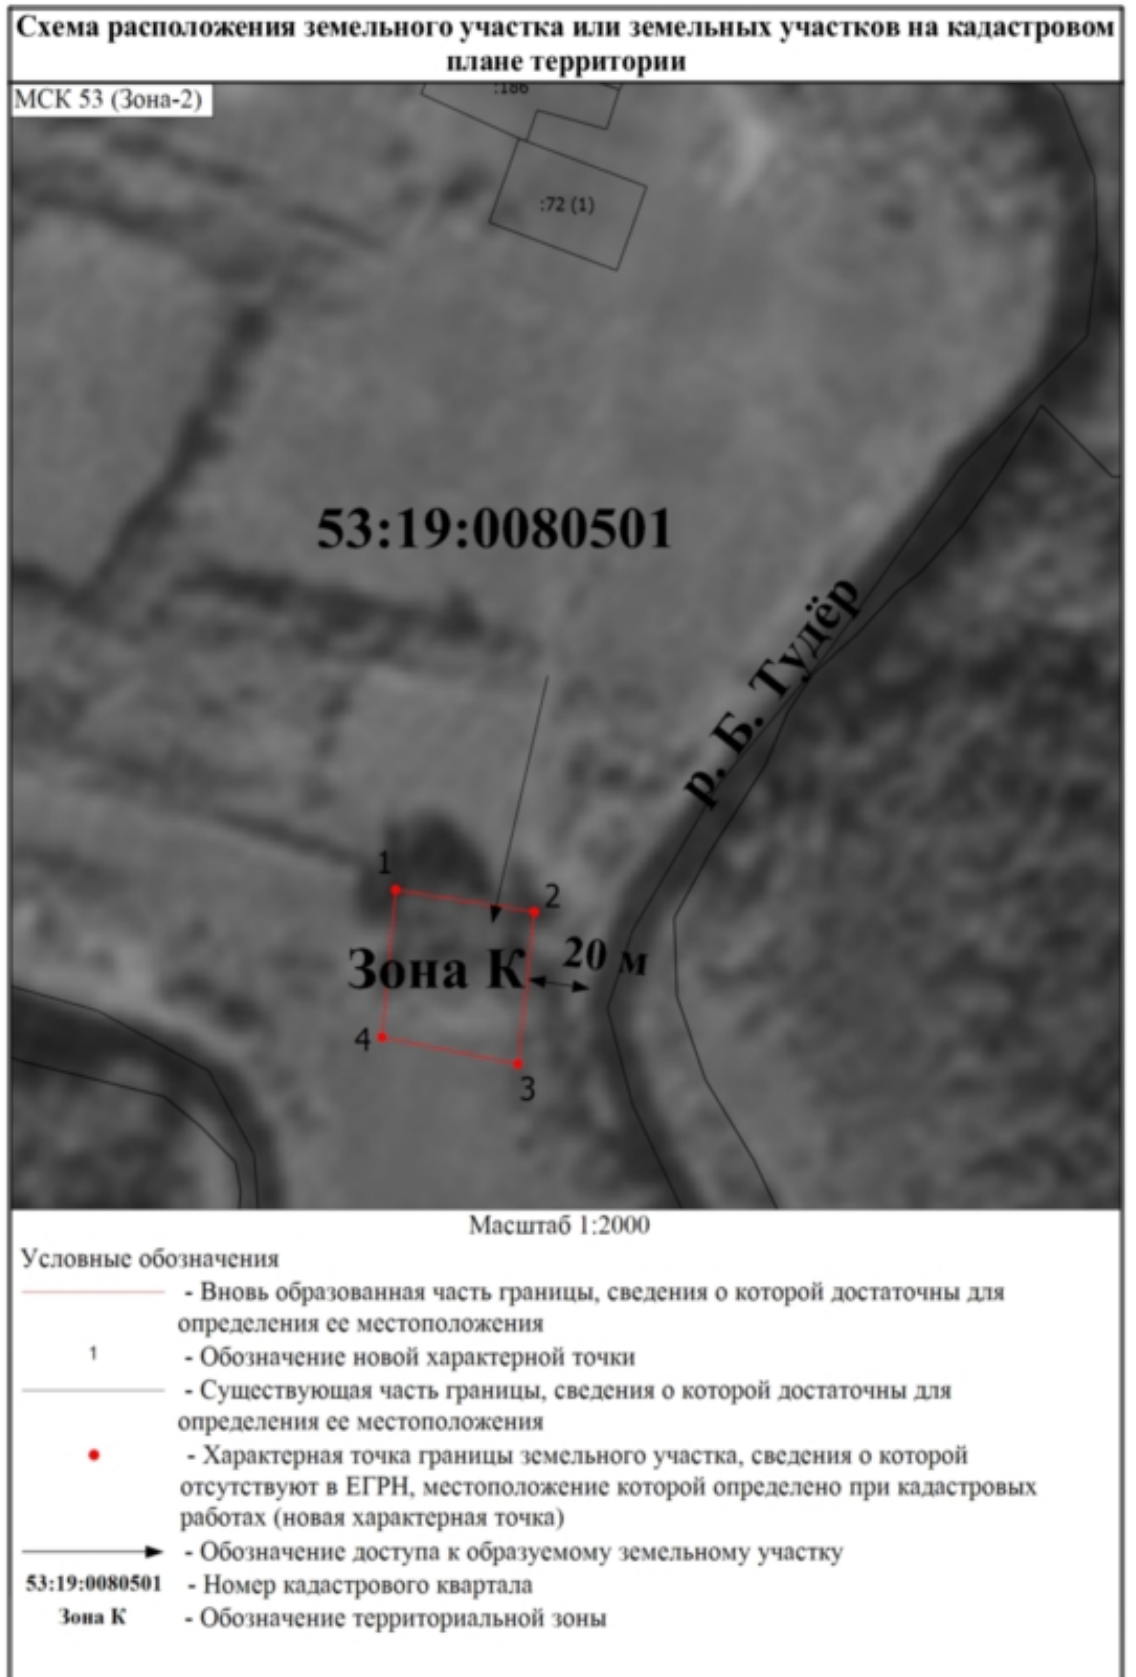 Схема расположения земельного участка или земельных участков на кадастровом
плане территории
МСК 53 (Зона-2)
:186
:72 (1)
53:19:0080501
р. Б. Тудёр
1
2
Зона К
20 м
4
3
Масштаб 1:2000
Условные обозначения
- Вновь образованная часть границы, сведения о которой достаточны для
определения ее местоположения
1 - Обозначение новой характерной точки
- Существующая часть границы, сведения о которой достаточны для
определения ее местоположения
- Характерная точка границы земельного участка, сведения о которой
отсутствуют в ЕГРН, местоположение которой определено при кадастровых
работах (новая характерная точка)
- Обозначение доступа к образуемому земельному участку
53:19:0080501 - Номер кадастрового квартала
Зона К - Обозначение территориальной зоны